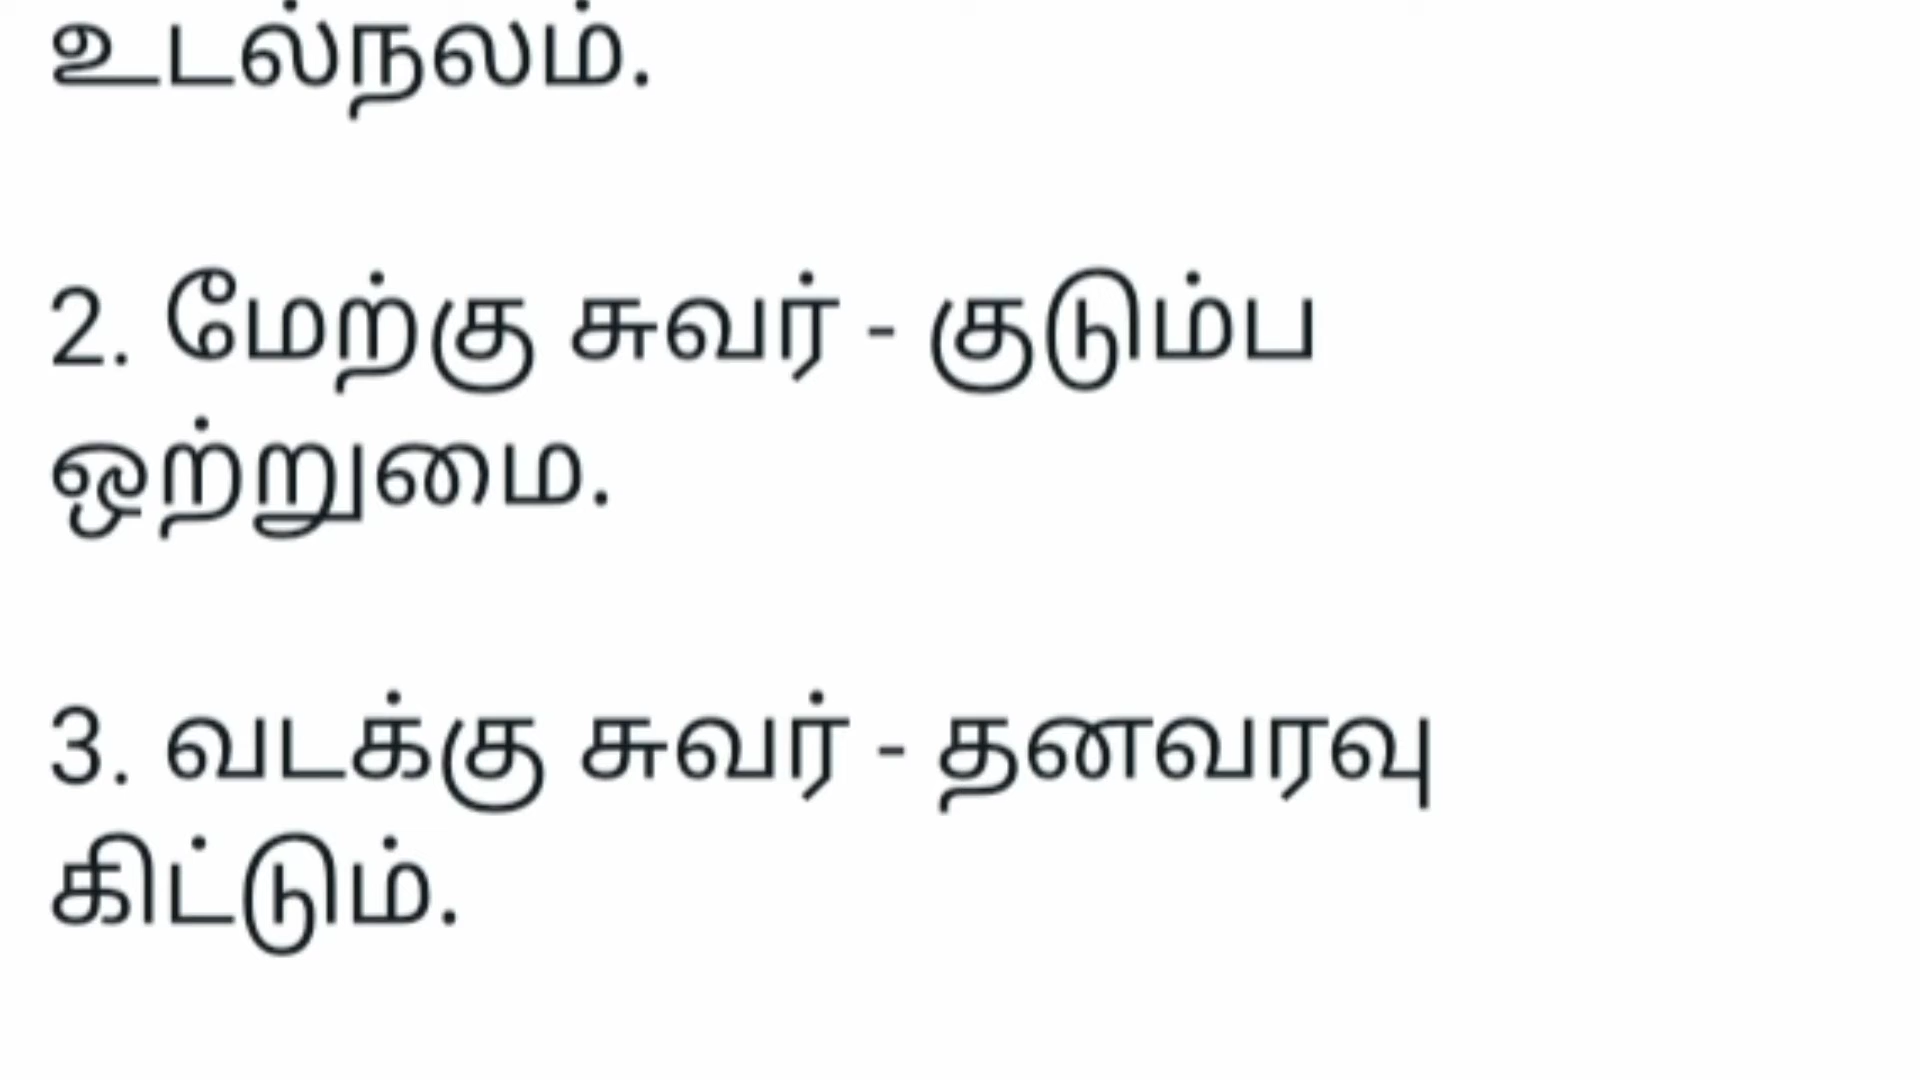 உடல்நலம்.
2. மேற்கு சுவர் - குடும்ப
ஒற்றுமை.
3. வடக்கு சுவர் - தனவரவு
கிட்டும்.